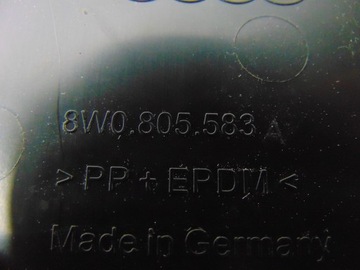 8W0.805.583 A
> PP + EPDM <
Made in Germany